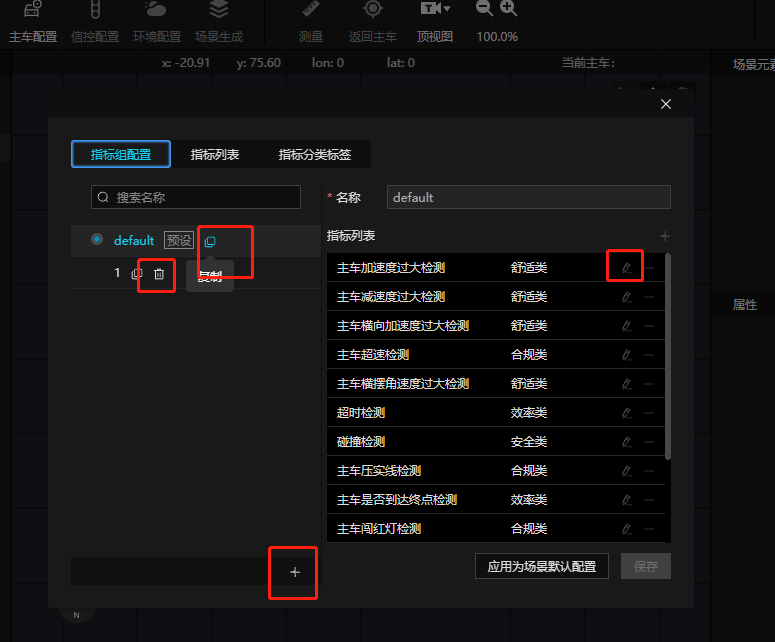 主车配置 信控配置 环境配置 场景生成 测量 返回主车 顶视图 100.0%
x: -20.91 y: 75.60 lon: 0 lat: 0 当前主车: 场景元素
指标组配置 指标列表 指标分类标签
搜索名称
* 名称 default
default 预设
1
复制
指标列表
主车加速度过大检测 舒适类
主车减速度过大检测 舒适类
主车横向加速度过大检测 舒适类
主车超速检测 合规类
主车横摆角速度过大检测 舒适类
超时检测 效率类
碰撞检测 安全类
主车压实线检测 合规类
主车是否到达终点检测 效率类
主车闯红灯检测 合规类
属性
应用为场景默认配置 保存
N